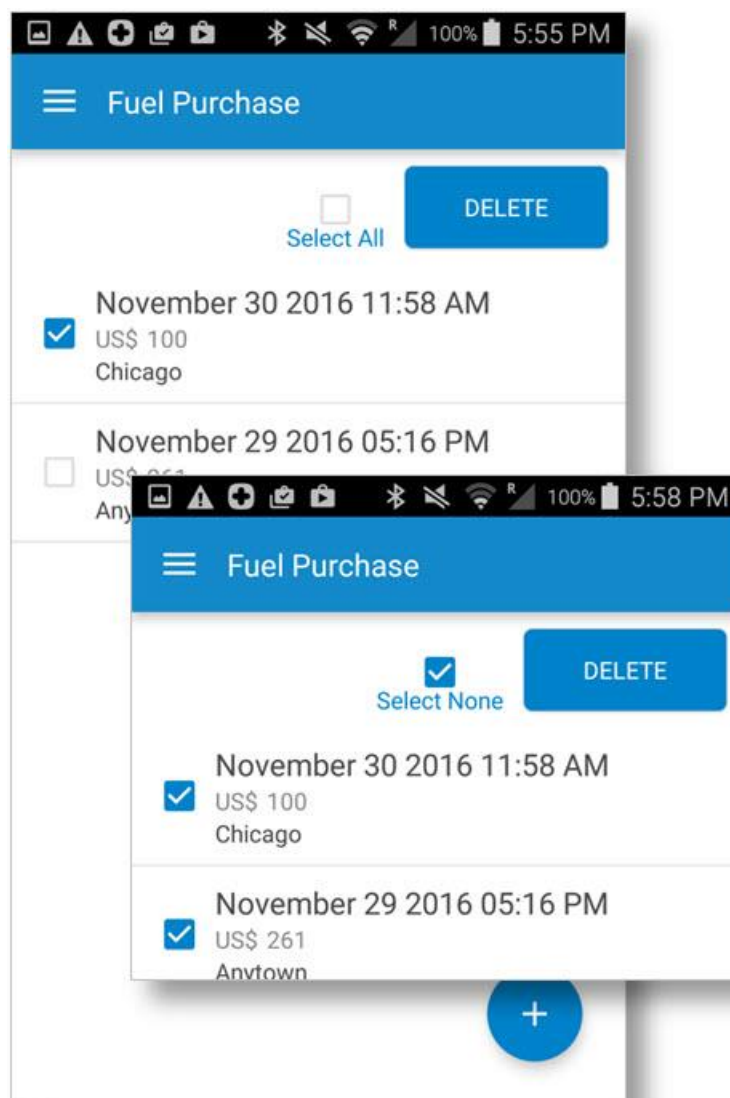 100% 5:55 PM
Fuel Purchase
DELETE
Select All
November 30 2016 11:58 AM
US$ 100
Chicago
November 29 2016 05:16 PM
US$
Any
R 100% 5:58 PM
Fuel Purchase
DELETE
Select None
November 30 2016 11:58 AM
US$ 100
Chicago
November 29 2016 05:16 PM
US$ 261
Anytown
+